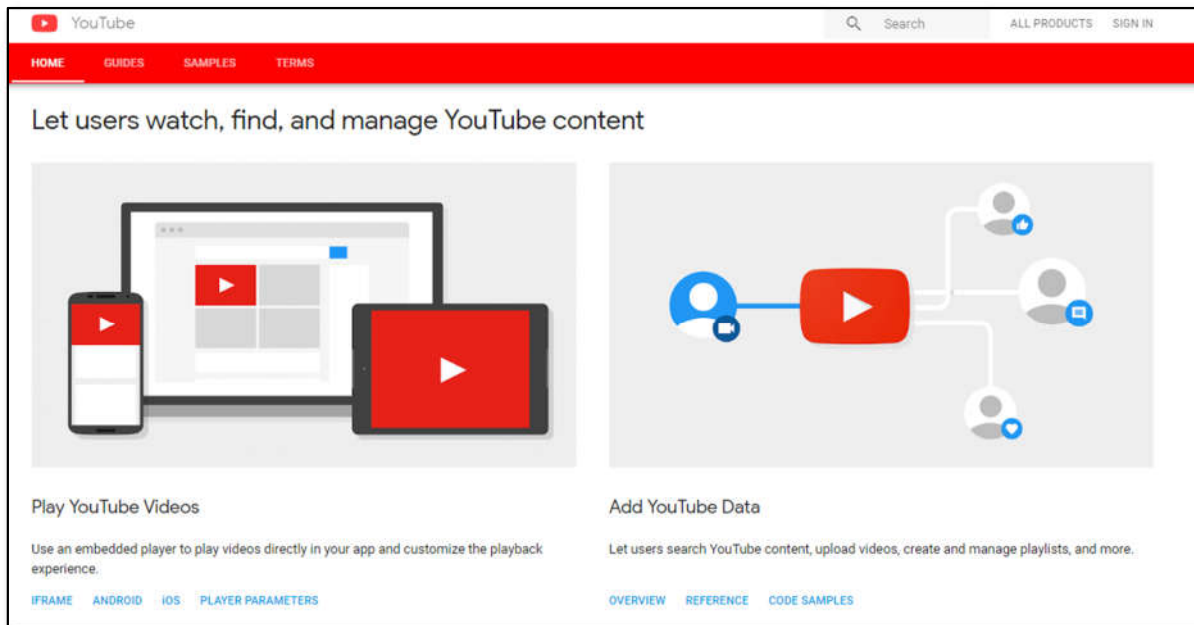 YouTube
Search
ALL PRODUCTS
SIGN IN
HOME
GUIDES
SAMPLES
TERMS
Let users watch, find, and manage YouTube content
Play YouTube Videos
Use an embedded player to play videos directly in your app and customize the playback
experience.
IFRAME
ANDROID
iOS
PLAYER PARAMETERS
Add YouTube Data
Let users search YouTube content, upload videos, create and manage playlists, and more.
OVERVIEW
REFERENCE
CODE SAMPLES